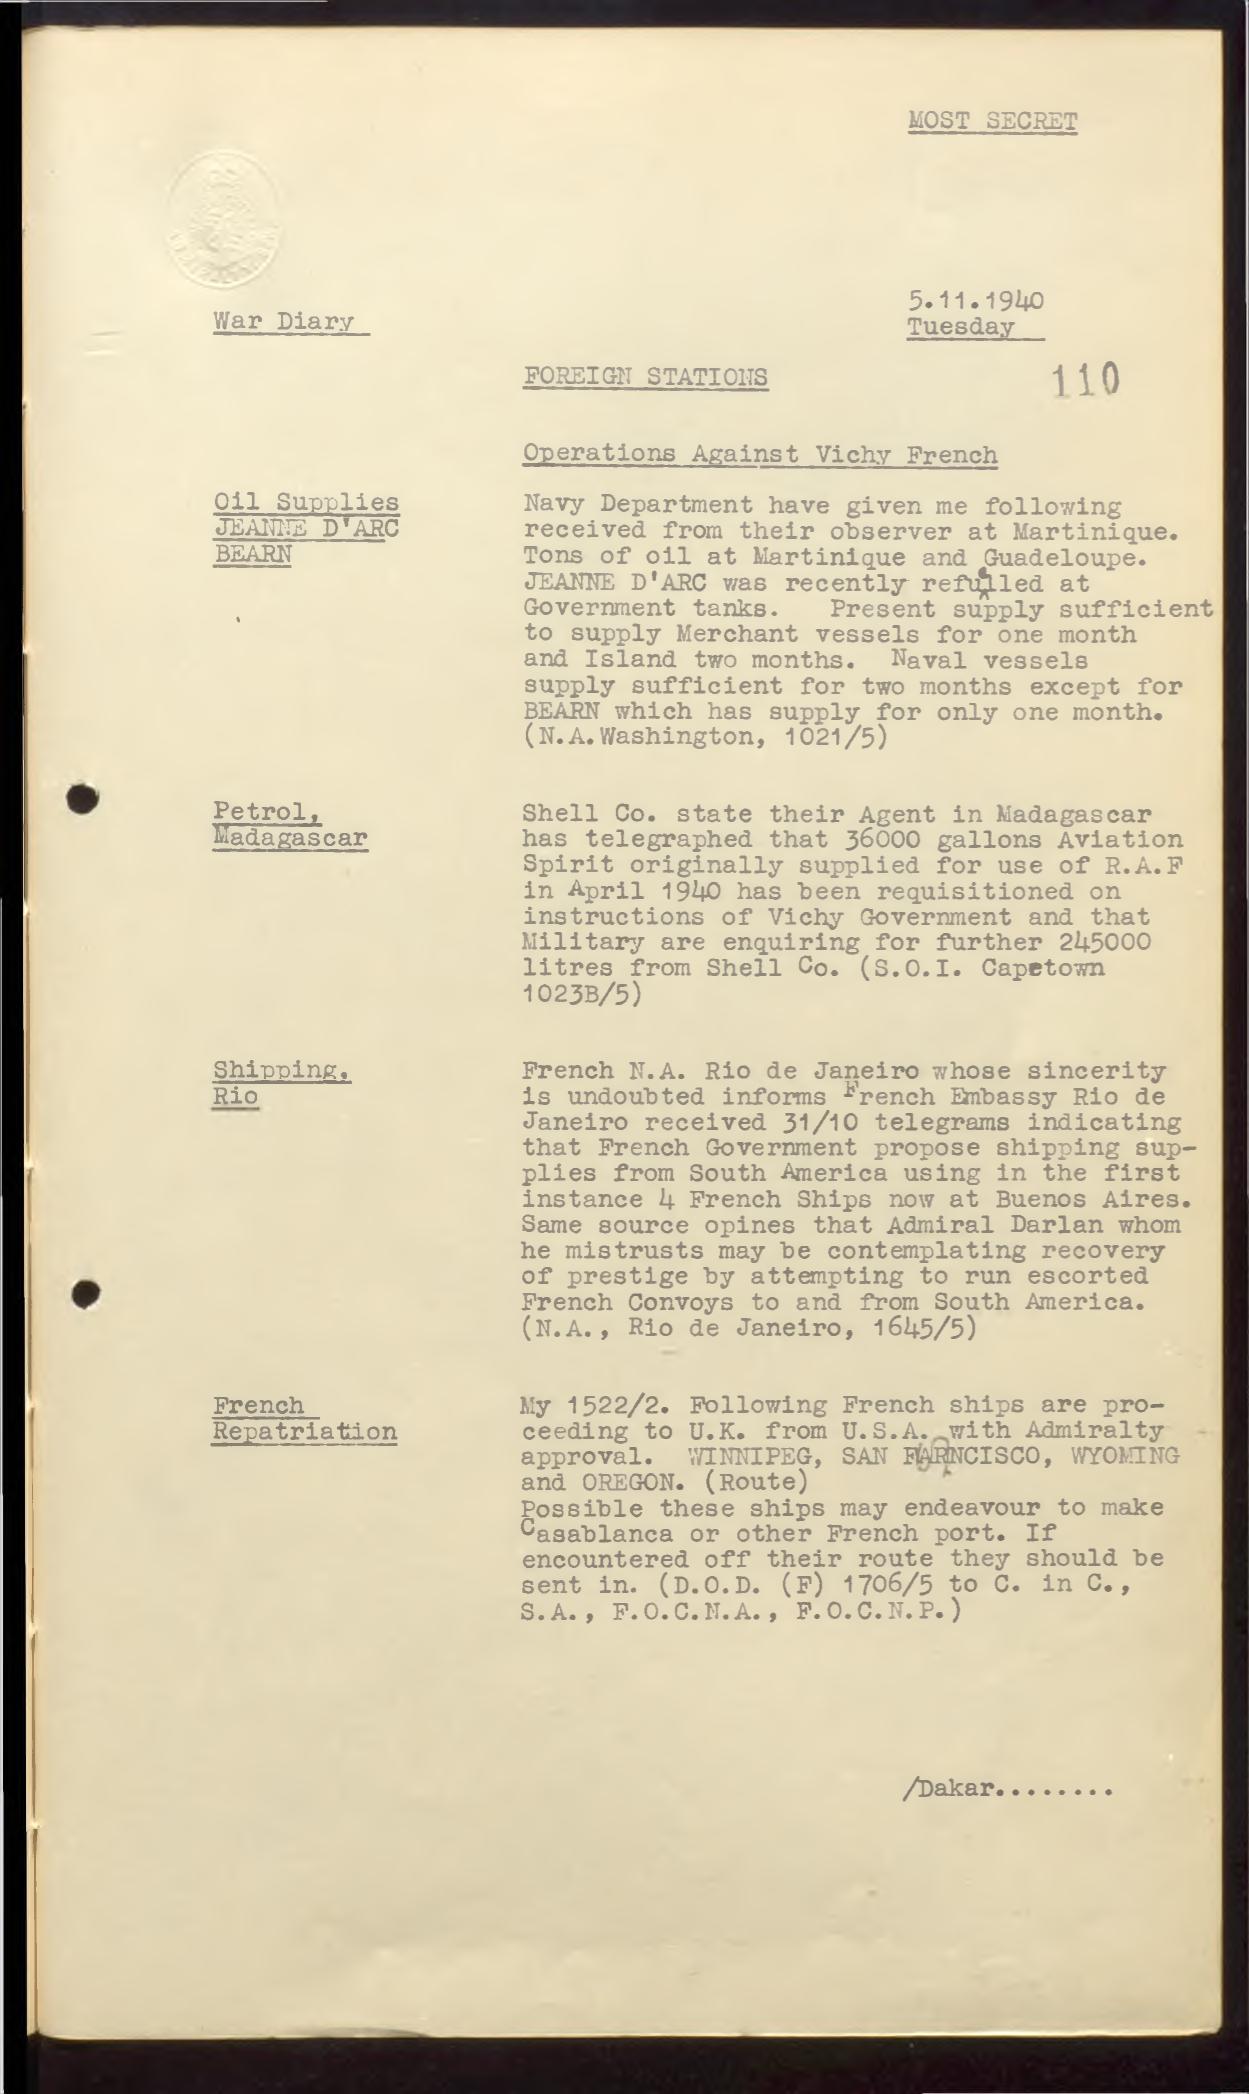 MOST SECRET
5.11.1940
War Diary
Tuesday
FOREIGN STATIONS
110
Operations Against Vichy French
Oil Supplies
JEANNE D'ARC
BEARN
Navy Department have given me following
received from their observer at Martinique.
Tons of oil at Martinique and Guadeloupe.
JEANNE D'ARC was recently refuelled at
Government tanks. Present supply sufficient
to supply Merchant vessels for one month
and Island two months. Naval vessels
supply sufficient for two months except for
BEARN which has supply for only one month.
(N.A.Washington, 1021/5)
Petrol,
Madagascar
Shell Co. state their Agent in Madagascar
has telegraphed that 36000 gallons Aviation
Spirit originally supplied for use of R.A.F
in April 1940 has been requisitioned on
instructions of Vichy Government and that
Military are enquiring for further 245000
litres from Shell Co. (S.O.I. Capetown
1023B/5)
Shipping,
Rio
French N.A. Rio de Janeiro whose sincerity
is undoubted informs French Embassy Rio de
Janeiro received 31/10 telegrams indicating
that French Government propose shipping sup-
plies from South America using in the first
instance 4 French Ships now at Buenos Aires.
Same source opines that Admiral Darlan whom
he mistrusts may be contemplating recovery
of prestige by attempting to run escorted
French Convoys to and from South America.
(N.A., Rio de Janeiro, 1645/5)
French
Repatriation
My 1522/2. Following French ships are pro-
ceeding to U.K. from U.S.A. with Admiralty
approval. WINNIPEG, SAN FARNCISCO, WYOMING
and OREGON. (Route)
Possible these ships may endeavour to make
Casablanca or other French port. If
encountered off their route they should be
sent in. (D.O.D. (F) 1706/5 to C. in C.,
S.A., F.O.C.N.A., F.O.C.N.P.)
/Dakar........